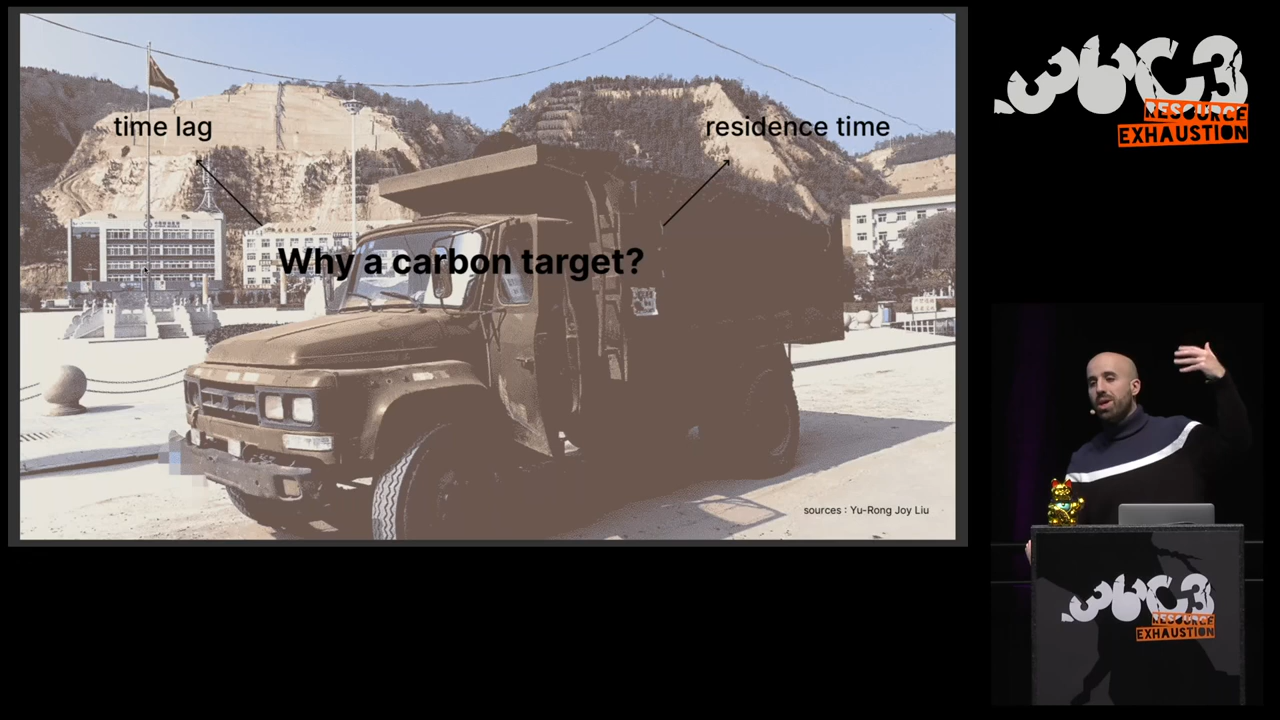 time lag
residence time
Why a carbon target?
sources : Yu-Rong Joy Liu
36C3
RESOURCE
EXHAUSTION
36C3
RESOURCE
EXHAUSTION